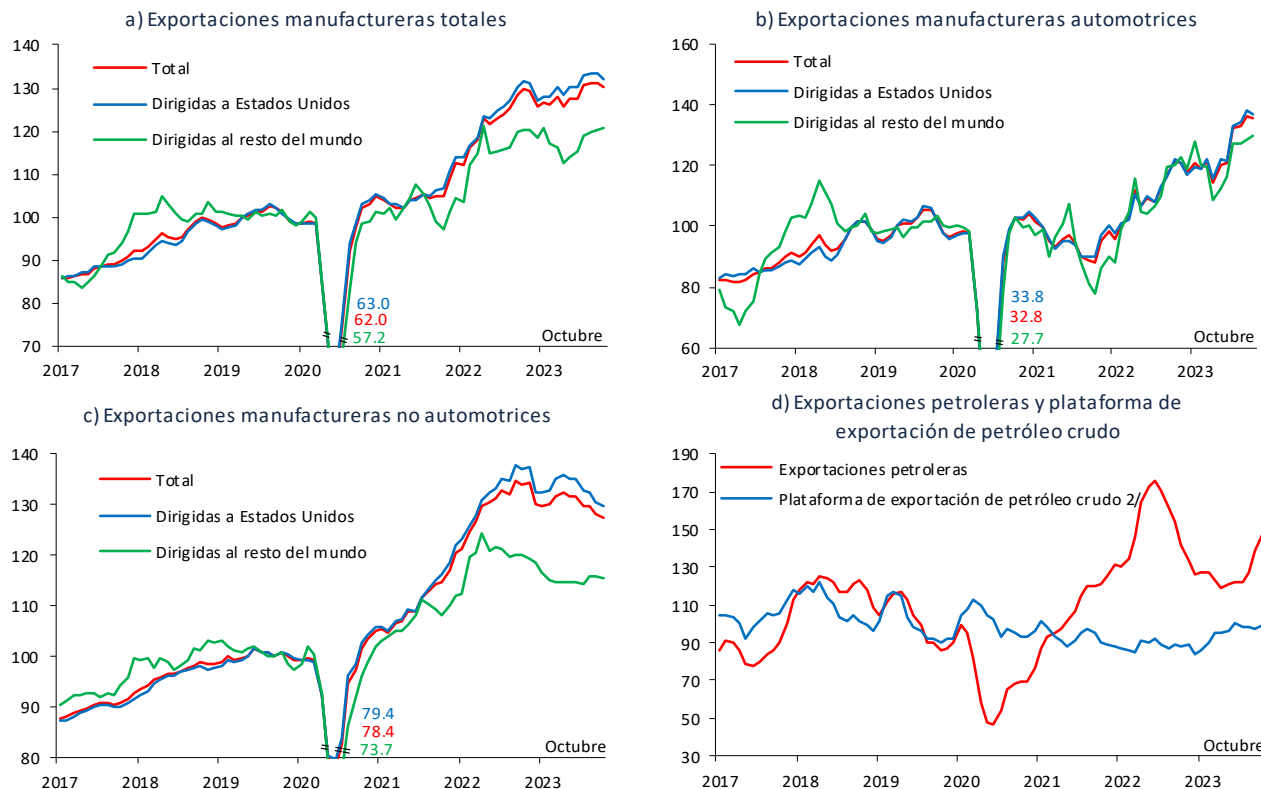 a) Exportaciones manufactureras totales
140
130
120
110
100
90
80
70
Total
Dirigidas a Estados Unidos
Dirigidas al resto del mundo
63.0
62.0
57.2
Octubre
2017 2018 2019 2020 2021 2022 2023
b) Exportaciones manufactureras automotrices
160
140
120
100
80
60
Total
Dirigidas a Estados Unidos
Dirigidas al resto del mundo
33.8
32.8
27.7
Octubre
2017 2018 2019 2020 2021 2022 2023
c) Exportaciones manufactureras no automotrices
140
130
120
110
100
90
80
Total
Dirigidas a Estados Unidos
Dirigidas al resto del mundo
79.4
78.4
73.7
Octubre
2017 2018 2019 2020 2021 2022 2023
d) Exportaciones petroleras y plataforma de
exportación de petróleo crudo
190
170
150
130
110
90
70
50
30
Exportaciones petroleras
Plataforma de exportación de petróleo crudo 2/
Octubre
2017 2018 2019 2020 2021 2022 2023